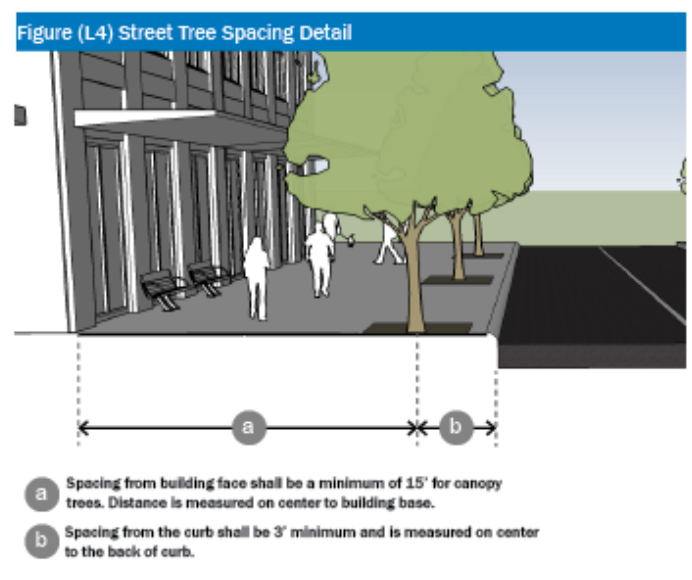 Figure (L4) Street Tree Spacing Detail
a
b
a
Spacing from building face shall be a minimum of 15' for canopy
trees. Distance is measured on center to building base.
b
Spacing from the curb shall be 3' minimum and is measured on center
to the back of curb.